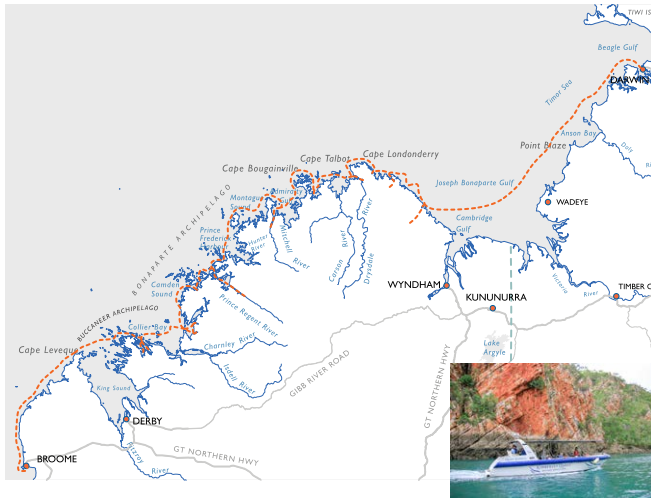 TIWI IS
Beagle Gulf
DARWIN
Timor Sea
Anson Bay
Point Blaze
Daly
Ri
Cape Londonderry
Cape Talbot
Cape Bougainville
Joseph Bonaparte Gulf
WADEYE
Admiralty
Gulf
Montague
Sound
BONAPARTE ARCHIPELAGO
Cambridge
Gulf
Prince
Frederick
Harbour
Hunter
River
Mitchell
River
Carson
River
Drysdale
River
Camden
Sound
Victoria
River
TIMBER C
WYNDHAM
KUNUNURRA
Prince Regent River
BUCCANEER ARCHIPELAGO
Collier Bay
Charnley River
Lake
Argyle
Cape Leveque
Isdell River
GIBB RIVER ROAD
GT NORTHERN HWY
King Sound
DERBY
GT NORTHERN HWY
Fitzroy
River
BROOME